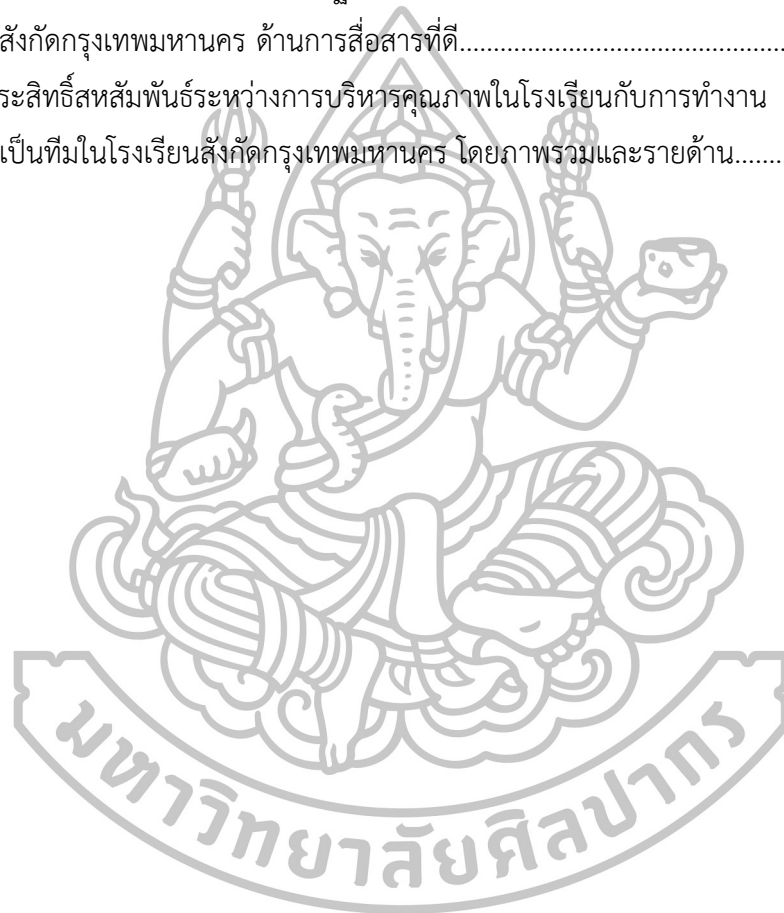 สังกัดกรุงเทพมหานคร ด้านการสื่อสารที่ดี................................................
ระสิทธิ์สหสัมพันธ์ระหว่างการบริหารคุณภาพในโรงเรียนกับการทำงาน
เป็นทีมในโรงเรียนสังกัดกรุงเทพมหานคร โดยภาพรวมและรายด้าน........
มหาวิทยาลัยศิลปากร